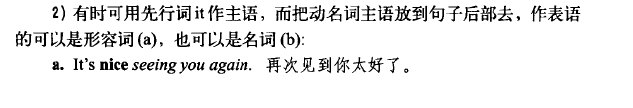 2）有时可用先行词 it 作主语，而把动名词主语放到句子后部去，作表语
的可以是形容词 (a)，也可以是名词 (b):
a. It's nice seeing you again. 再次见到你太好了。